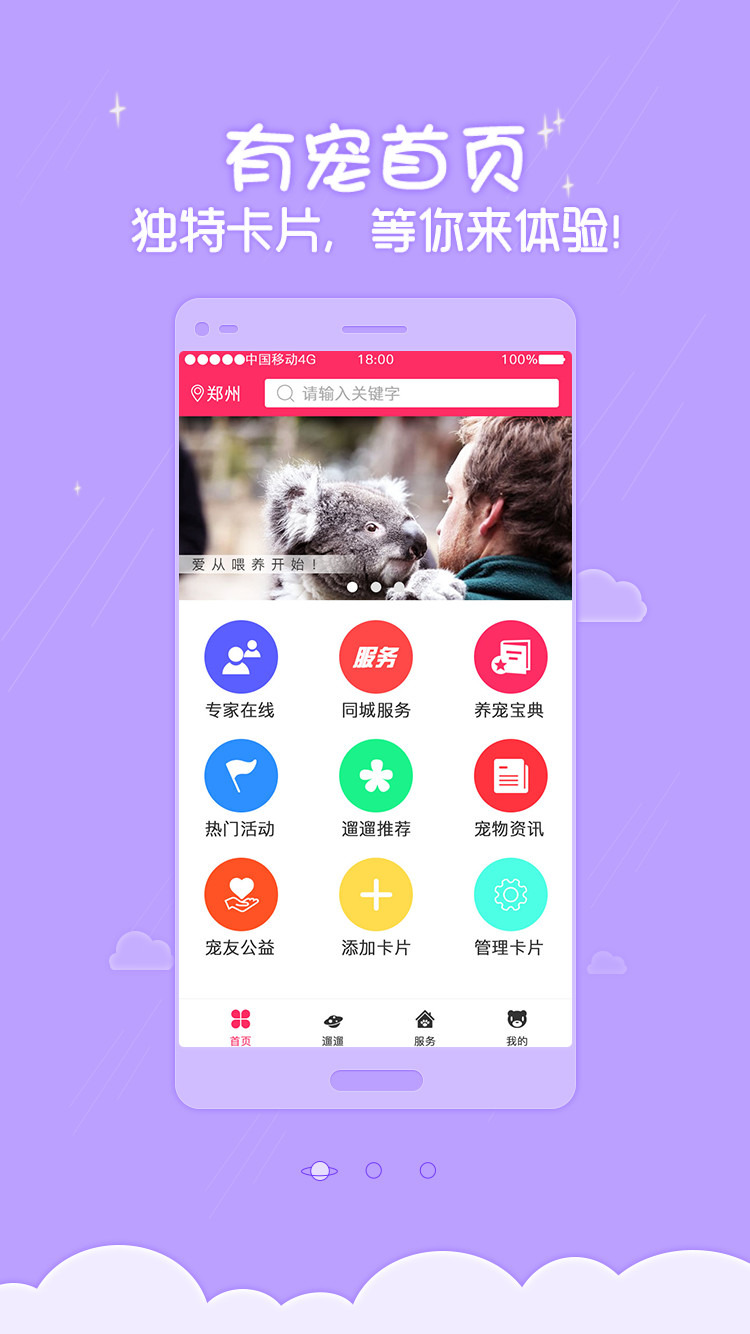 有宠首页
独特卡片，等你来体验!
中国移动4G 18:00 100%
郑州 请输入关键字
爱从喂养开始!
服务
专家在线 同城服务 养宠宝典
热门活动 遛遛推荐 宠物资讯
宠友公益 添加卡片 管理卡片
首页 遛遛 服务 我的